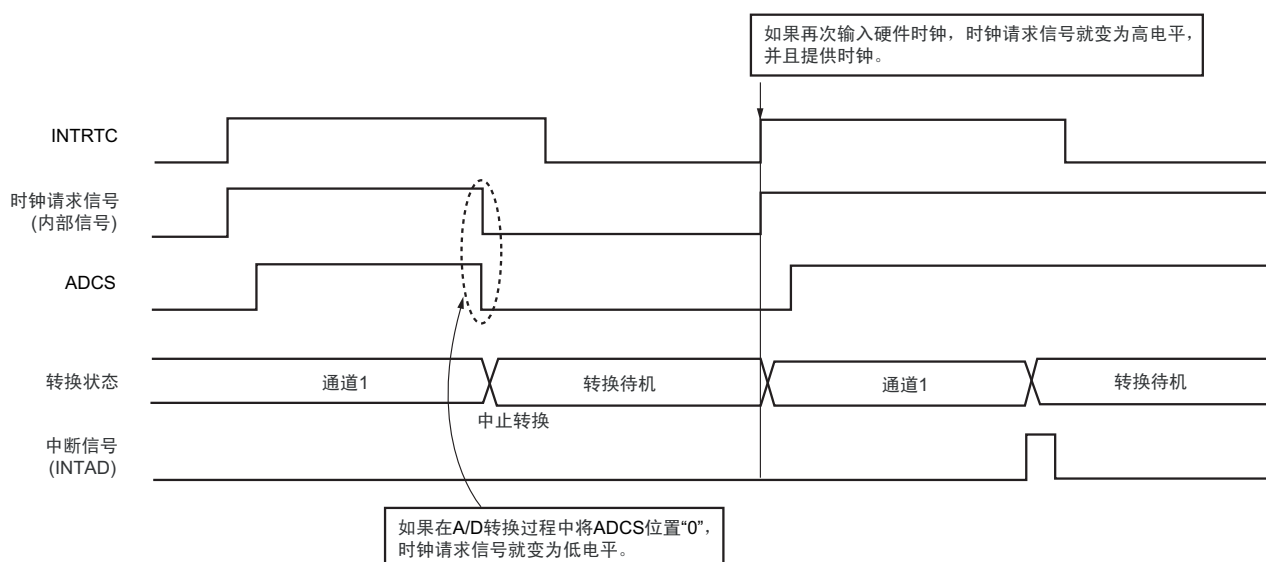 如果再次输入硬件时钟，时钟请求信号就变为高电平，
并且提供时钟。
INTRTC
时钟请求信号
(内部信号)
ADCS
转换状态
通道1
转换待机
通道1
转换待机
中止转换
中断信号
(INTAD)
如果在A/D转换过程中将ADCS位置“0”，
时钟请求信号就变为低电平。